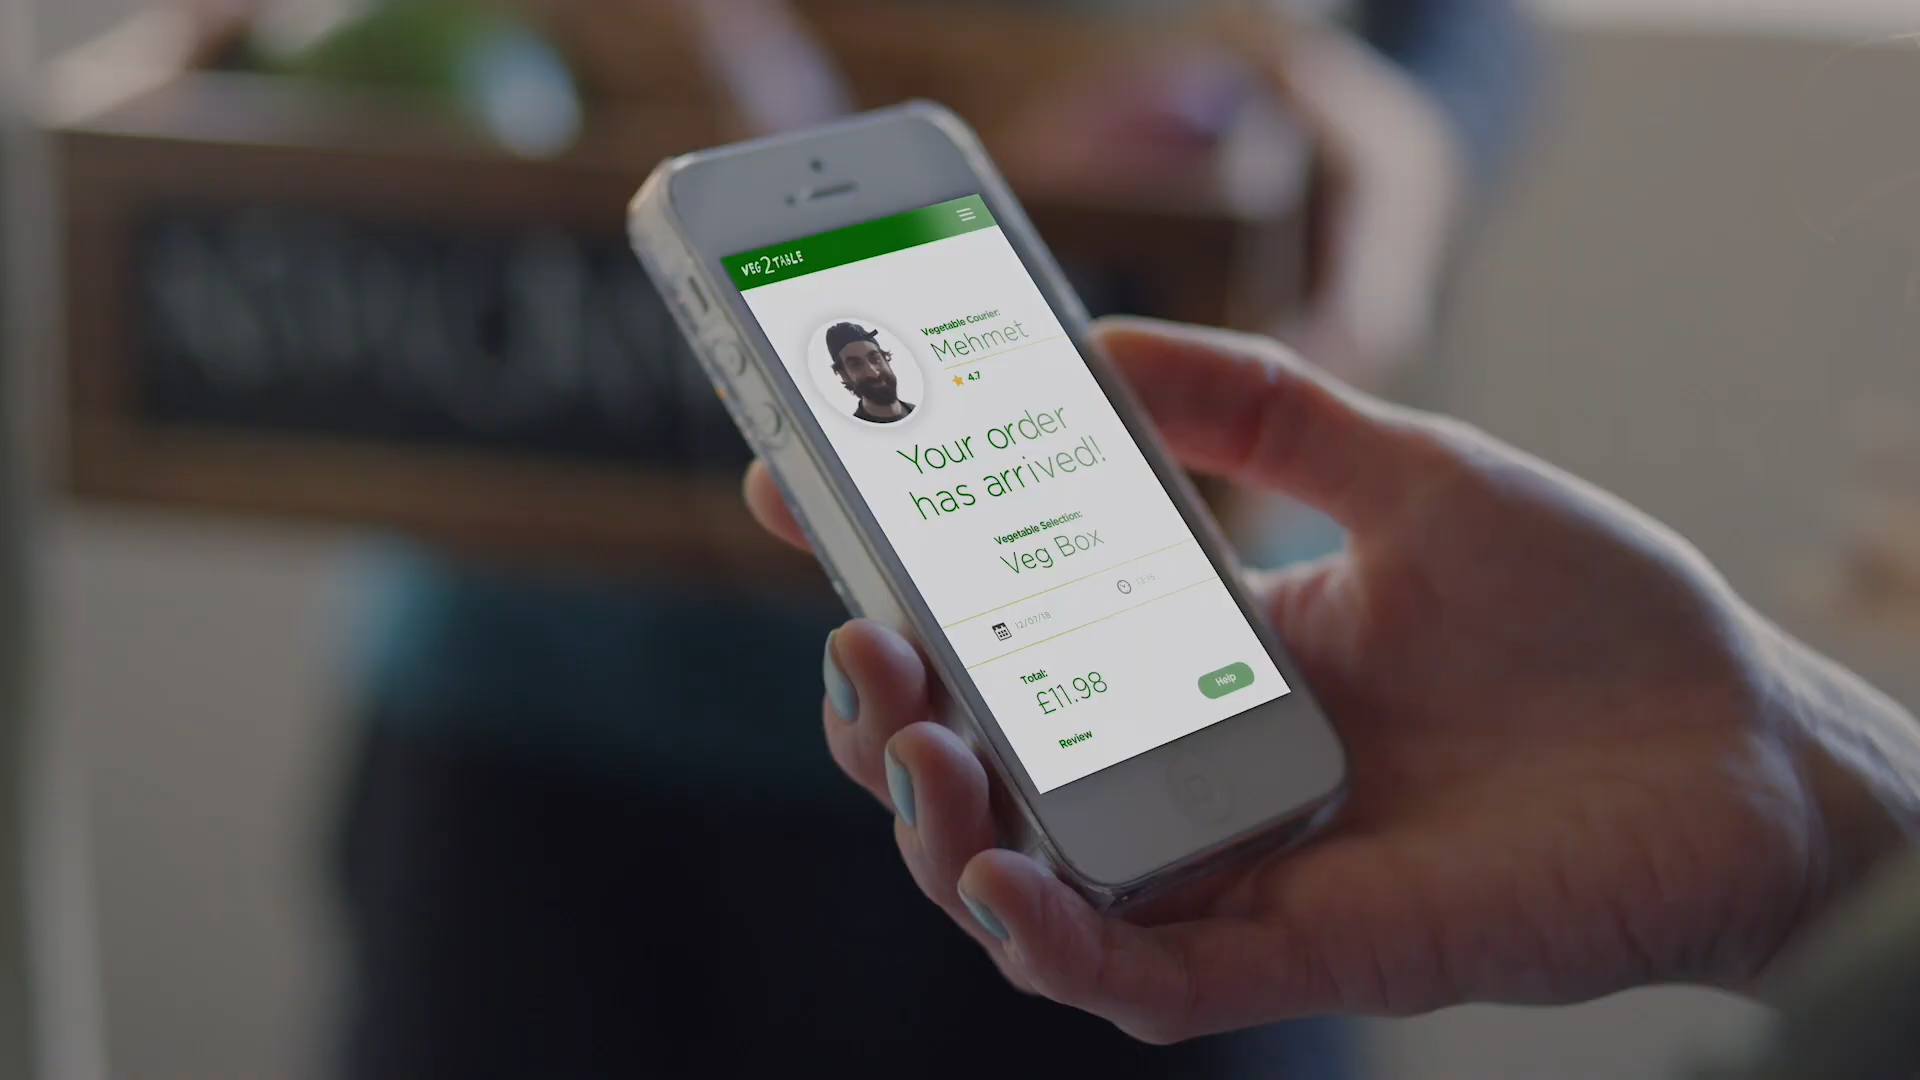 VEG2TABLE
Vegetable Courier:
Mehmet
4.7
Your order
has arrived!
Vegetable Selection:
Veg Box
12/07/18
Total:
£11.98
Help
Review